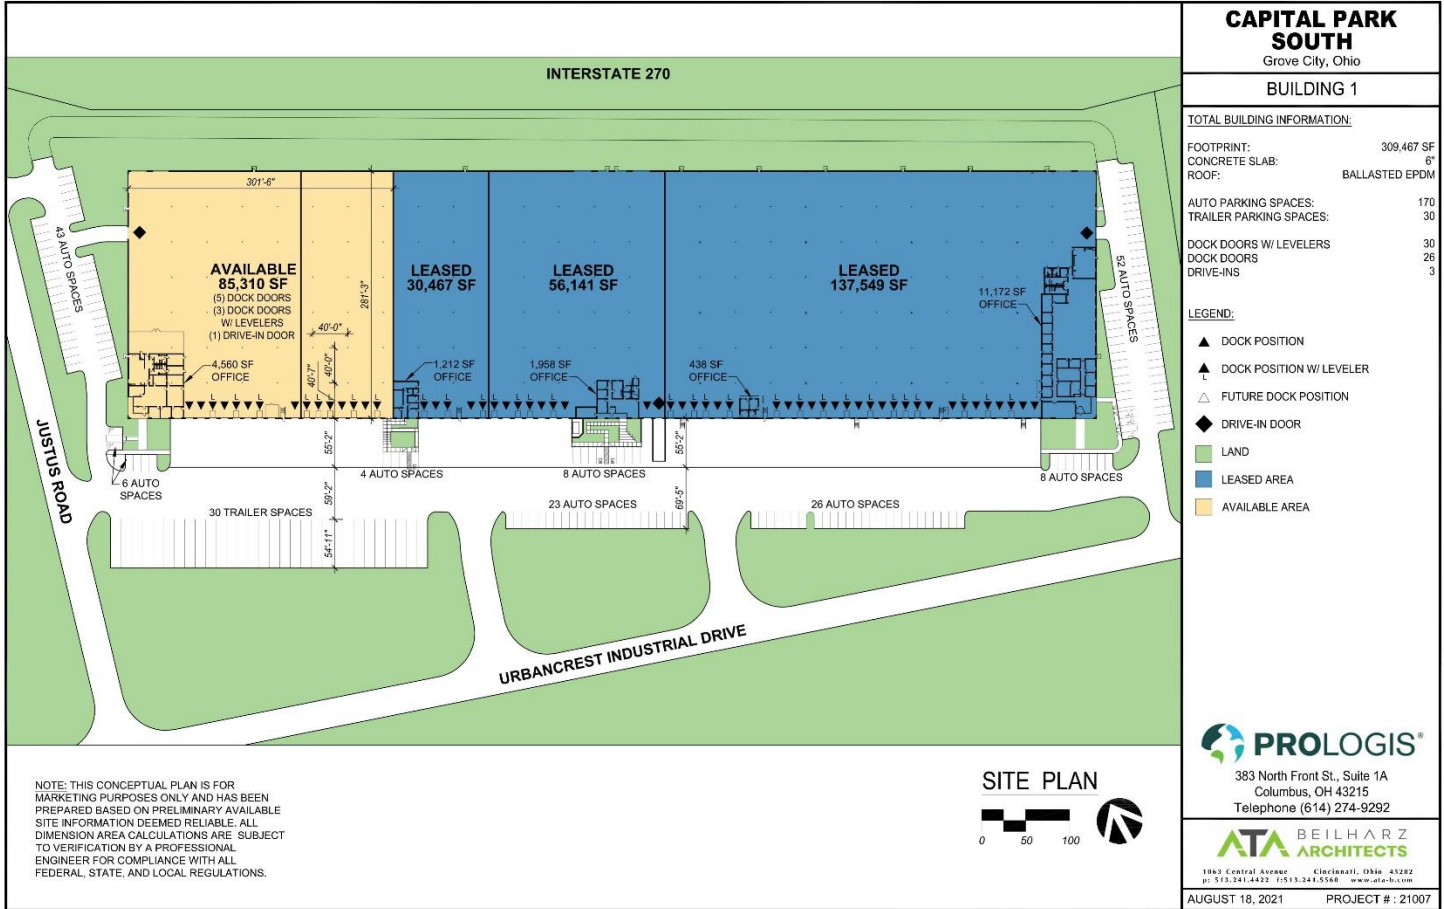 INTERSTATE 270
301'-6"
43 AUTO SPACES
AVAILABLE
85,310 SF
(5) DOCK DOORS
(3) DOCK DOORS
W/ LEVELERS
(1) DRIVE-IN DOOR
281'-3"
40'-0"
40'-0"
40'-7"
4,560 SF
OFFICE
LEASED
30,467 SF
1,212 SF
OFFICE
LEASED
56,141 SF
1,958 SF
OFFICE
LEASED
137,549 SF
438 SF
OFFICE
11,172 SF
OFFICE
52 AUTO SPACES
JUSTUS ROAD
6 AUTO
SPACES
55'-2"
4 AUTO SPACES
8 AUTO SPACES
55'-2"
8 AUTO SPACES
59'-2"
30 TRAILER SPACES
54'-11"
23 AUTO SPACES
69'-5"
26 AUTO SPACES
URBANCREST INDUSTRIAL DRIVE
NOTE: THIS CONCEPTUAL PLAN IS FOR
MARKETING PURPOSES ONLY AND HAS BEEN
PREPARED BASED ON PRELIMINARY AVAILABLE
SITE INFORMATION DEEMED RELIABLE. ALL
DIMENSION AREA CALCULATIONS ARE SUBJECT
TO VERIFICATION BY A PROFESSIONAL
ENGINEER FOR COMPLIANCE WITH ALL
FEDERAL, STATE, AND LOCAL REGULATIONS.
SITE PLAN
0 50 100
CAPITAL PARK
SOUTH
Grove City, Ohio
BUILDING 1
TOTAL BUILDING INFORMATION:
FOOTPRINT: 309,467 SF
CONCRETE SLAB: 6"
ROOF: BALLASTED EPDM
AUTO PARKING SPACES: 170
TRAILER PARKING SPACES: 30
DOCK DOORS W/ LEVELERS 30
DOCK DOORS 26
DRIVE-INS 3
LEGEND:
DOCK POSITION
L DOCK POSITION W/ LEVELER
FUTURE DOCK POSITION
DRIVE-IN DOOR
LAND
LEASED AREA
AVAILABLE AREA
PROLOGIS®
383 North Front St., Suite 1A
Columbus, OH 43215
Telephone (614) 274-9292
ATA BEILHARZ
ARCHITECTS
1063 Central Avenue Cincinnati, Ohio 45202
p: 513.241.4422 f:513.241.5560 www.ata-b.com
AUGUST 18, 2021 PROJECT # : 21007